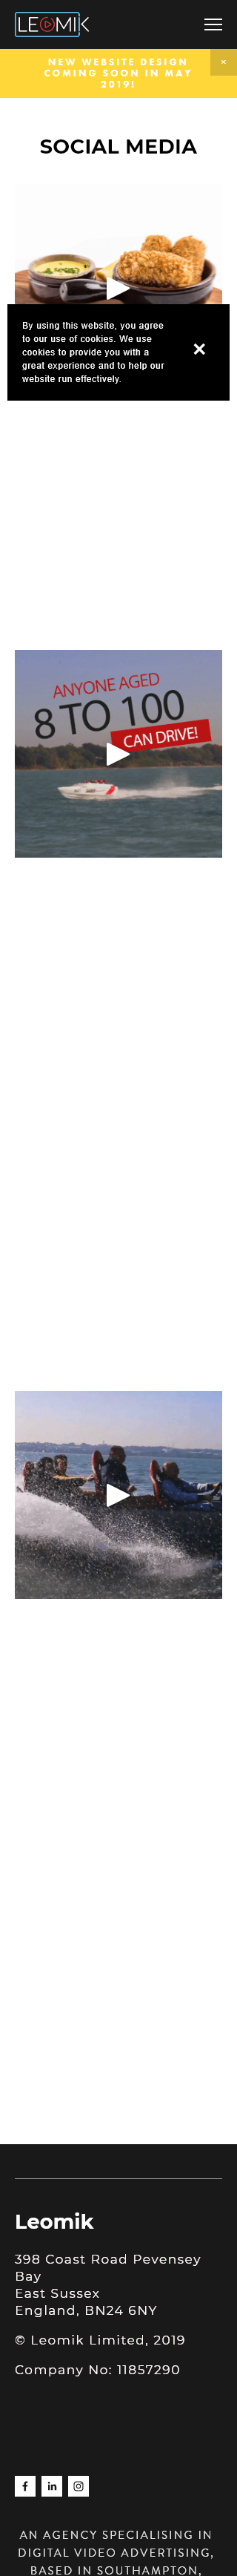 LEOMIK
NEW WEBSITE DESIGN
COMING SOON IN MAY
2019!
×
SOCIAL MEDIA
By using this website, you agree
to our use of cookies. We use
cookies to provide you with a
great experience and to help our
website run effectively.
×
ANYONE AGED
8 TO 100
CAN DRIVE!
Leomik
398 Coast Road Pevensey
Bay
East Sussex
England, BN24 6NY
© Leomik Limited, 2019
Company No: 11857290
AN AGENCY SPECIALISING IN
DIGITAL VIDEO ADVERTISING,
BASED IN SOUTHAMPTON,